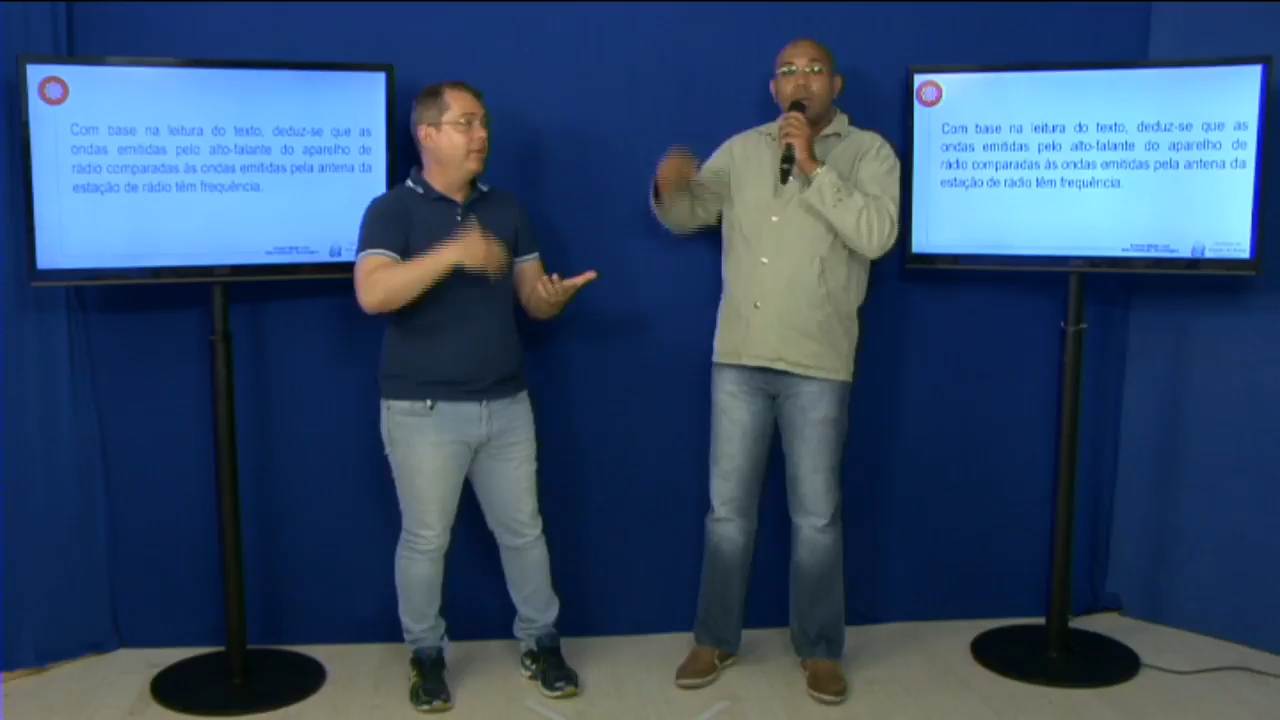 Com base na leitura do texto, deduz-se que as
ondas emitidas pelo alto-falante do aparelho de
rádio comparadas às ondas emitidas pela antena da
estação de rádio têm frequência.
Com base na leitura do texto, deduz-se que as
ondas emitidas pelo alto-falante do aparelho de
rádio comparadas às ondas emitidas pela antena da
estação de rádio têm frequência.